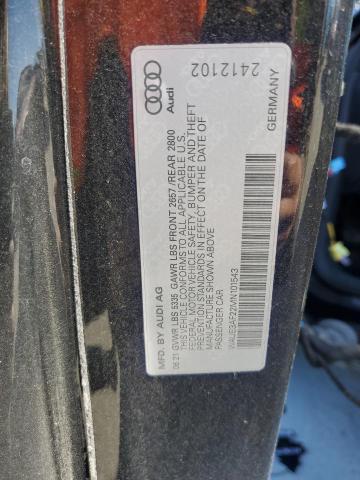 Audi
24112102
GERMANY
MFD. BY AUDI AG
06 21 GVWR LBS 5335 GAWR LBS FRONT 2657 /REAR 2800
THIS VEHICLE CONFORMS TO ALL APPLICABLE U.S.
FEDERAL MOTOR VEHICLE SAFETY, BUMPER AND THEFT
PREVENTION STANDARDS IN EFFECT ON THE DATE OF
MANUFACTURE SHOWN ABOVE
PASSENGER CAR